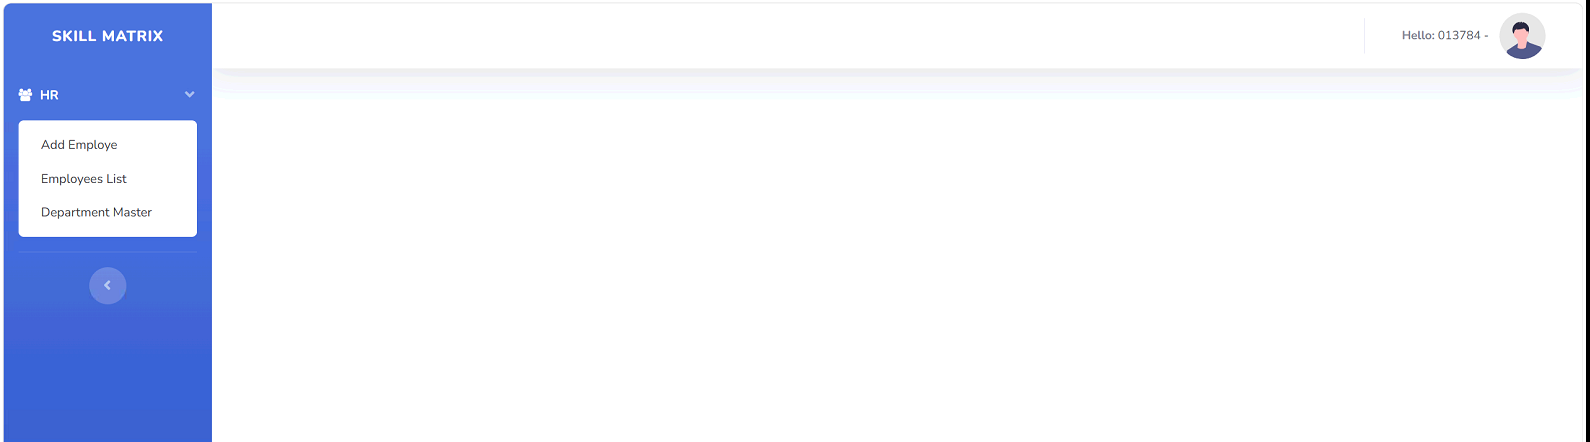 SKILL MATRIX
Hello: 013784 -
HR
Add Employe
Employees List
Department Master